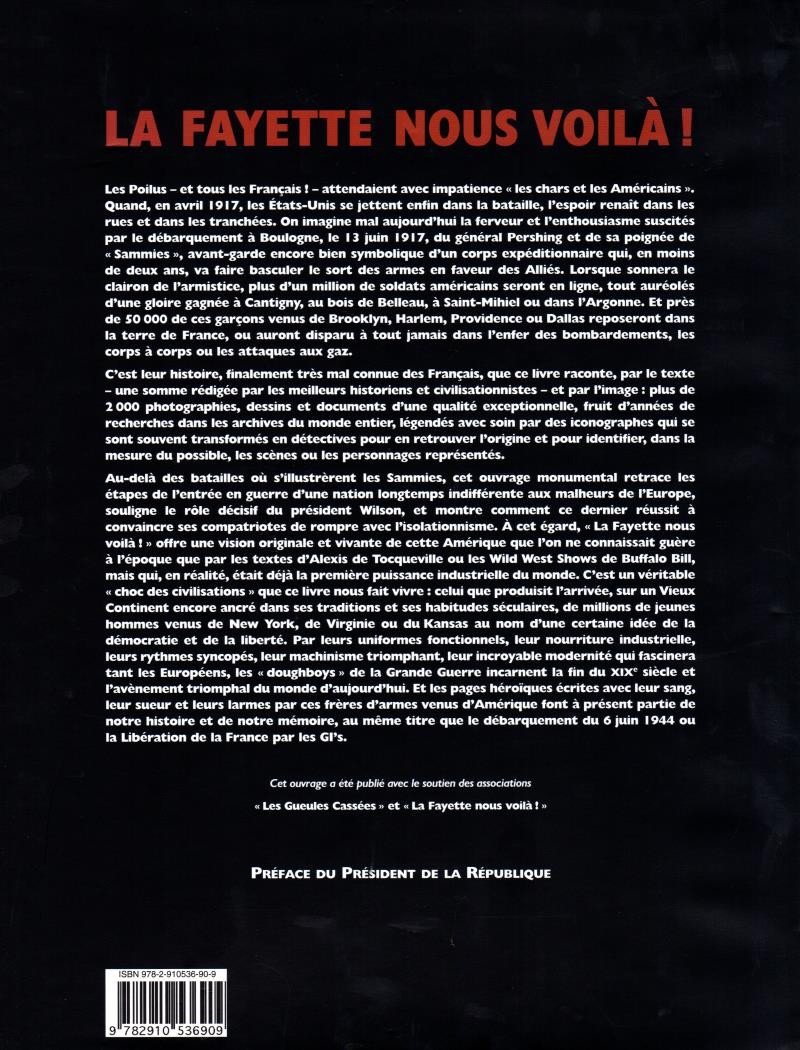 LA FAYETTE NOUS VOILÀ !
Les Poilus – et tous les Français ! – attendaient avec impatience « les chars et les Américains ».
Quand, en avril 1917, les États-Unis se jettent enfin dans la bataille, l’espoir renaît dans les
rues et dans les tranchées. On imagine mal aujourd’hui la ferveur et l’enthousiasme suscités
par le débarquement à Boulogne, le 13 juin 1917, du général Pershing et de sa poignée de
« Sammies », avant-garde encore bien symbolique d’un corps expéditionnaire qui, en moins
de deux ans, va faire basculer le sort des armes en faveur des Alliés. Lorsque sonnera le
clairon de l’armistice, plus d’un million de soldats américains seront en ligne, tout auréolés
d’une gloire gagnée à Cantigny, au bois de Belleau, à Saint-Mihiel ou dans l’Argonne. Et près
de 50 000 de ces garçons venus de Brooklyn, Harlem, Providence ou Dallas reposeront dans
la terre de France, ou auront disparu à tout jamais dans l’enfer des bombardements, les
corps à corps ou les attaques aux gaz.
C’est leur histoire, finalement très mal connue des Français, que ce livre raconte, par le texte
– une somme rédigée par les meilleurs historiens et civilisationnistes – et par l’image : plus de
2 000 photographies, dessins et documents d’une qualité exceptionnelle, fruit d’années de
recherches dans les archives du monde entier, légendés avec soin par des iconographes qui se
sont souvent transformés en détectives pour en retrouver l’origine et pour identifier, dans la
mesure du possible, les scènes ou les personnages représentés.
Au-delà des batailles où s’illustrèrent les Sammies, cet ouvrage monumental retrace les
étapes de l’entrée en guerre d’une nation longtemps indifférente aux malheurs de l’Europe,
souligne le rôle décisif du président Wilson, et montre comment ce dernier réussit à
convaincre ses compatriotes de rompre avec l’isolationnisme. À cet égard, « La Fayette nous
voilà ! » offre une vision originale et vivante de cette Amérique que l’on ne connaissait guère
à l’époque que par les textes d’Alexis de Tocqueville ou les Wild West Shows de Buffalo Bill,
mais qui, en réalité, était déjà la première puissance industrielle du monde. C’est un véritable
« choc des civilisations » que ce livre nous fait vivre : celui que produisit l’arrivée, sur un Vieux
Continent encore ancré dans ses traditions et ses habitudes séculaires, de millions de jeunes
hommes venus de New York, de Virginie ou du Kansas au nom d’une certaine idée de la
démocratie et de la liberté. Par leurs uniformes fonctionnels, leur nourriture industrielle,
leurs rythmes syncopés, leur machinisme triomphant, leur incroyable modernité qui fascinera
tant les Européens, les « doughboys » de la Grande Guerre incarnent la fin du XIXe siècle et
l’avènement triomphal du monde d’aujourd’hui. Et les pages héroïques écrites avec leur sang,
leur sueur et leurs larmes par ces frères d’armes venus d’Amérique font à présent partie de
notre histoire et de notre mémoire, au même titre que le débarquement du 6 juin 1944 ou
la Libération de la France par les GI’s.
Cet ouvrage a été publié avec le soutien des associations
« Les Gueules Cassées » et « La Fayette nous voilà ! »
PRÉFACE DU PRÉSIDENT DE LA RÉPUBLIQUE
ISBN 978-2-910536-90-9
9 782910 536909